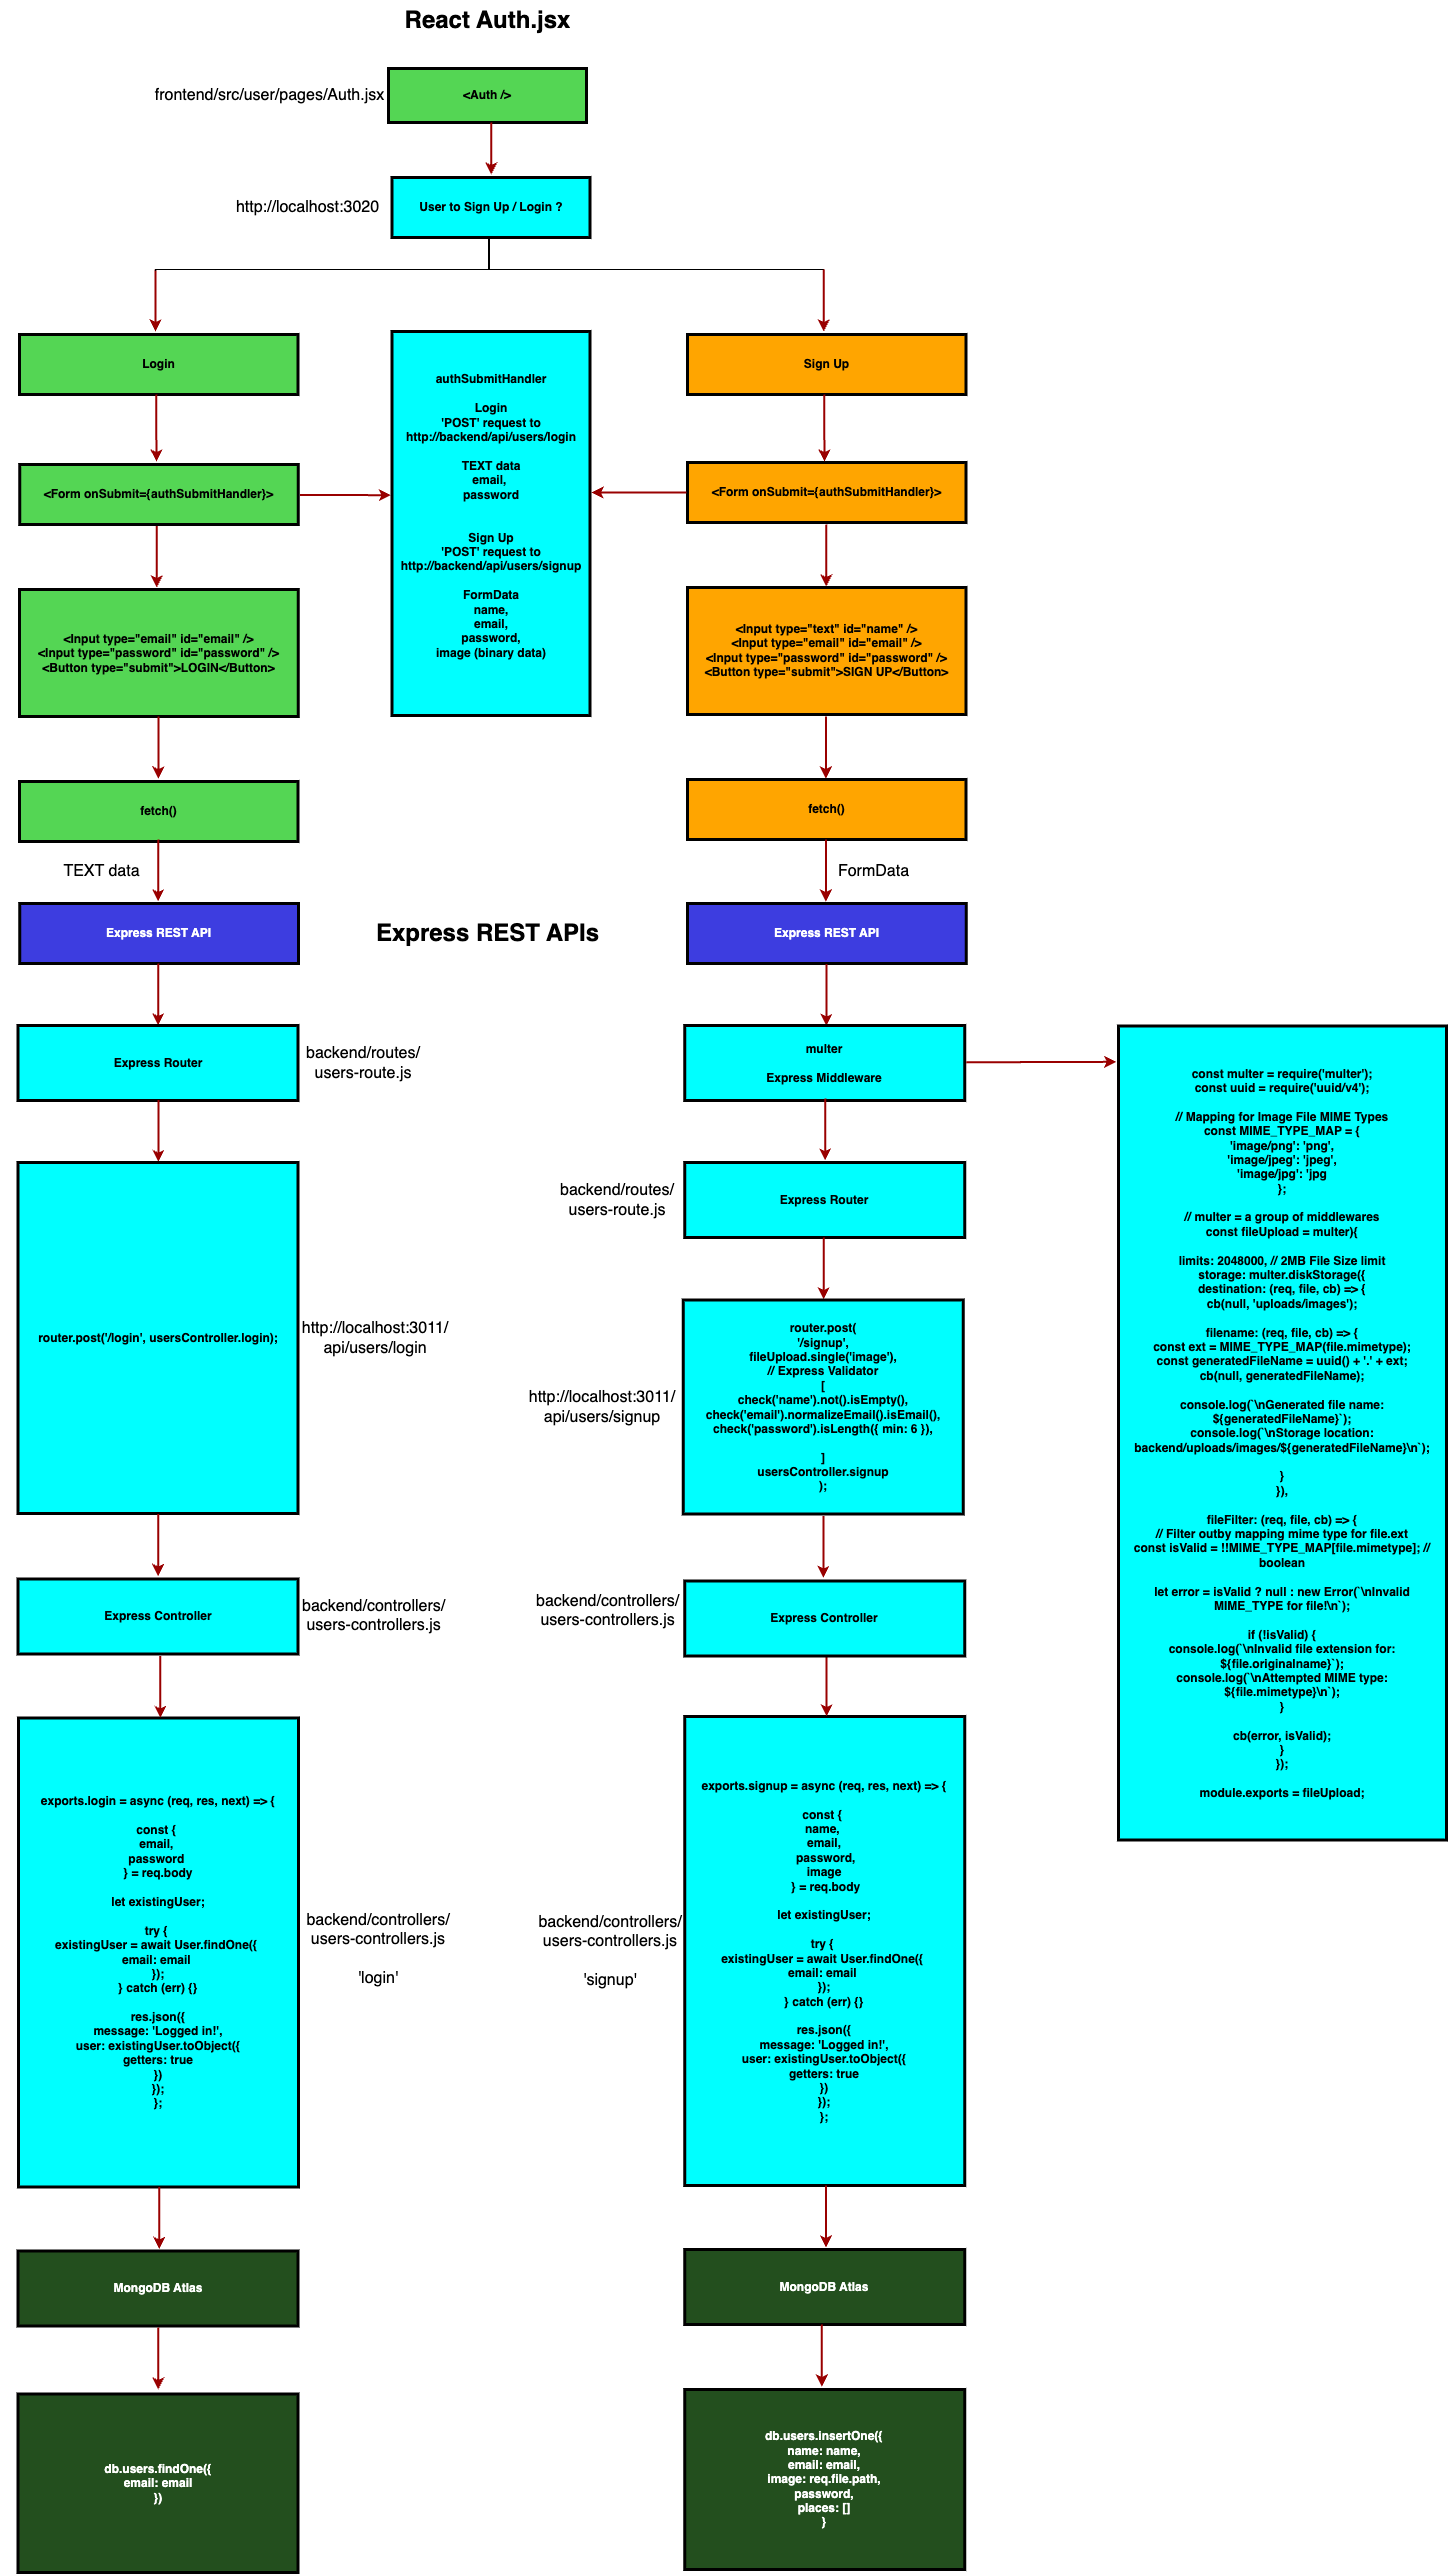 React Auth.jsx
frontend/src/user/pages/Auth.jsx
<Auth />
http://localhost:3020
User to Sign Up / Login ?
Login
<Form onSubmit={authSubmitHandler}>
<Input type="email" id="email" />
<Input type="password" id="password" />
<Button type="submit">LOGIN</Button>
fetch()
TEXT data
authSubmitHandler
Login
'POST' request to
http://backend/api/users/login
TEXT data
email,
password
Sign Up
'POST' request to
http://backend/api/users/signup
FormData
name,
email,
password,
image (binary data)
Sign Up
<Form onSubmit={authSubmitHandler}>
<Input type="text" id="name" />
<Input type="email" id="email" />
<Input type="password" id="password" />
<Button type="submit">SIGN UP</Button>
fetch()
FormData
Express REST APIs
Express REST API
Express Router
backend/routes/
users-route.js
router.post('/login', usersController.login);
http://localhost:3011/
api/users/login
Express Controller
backend/controllers/
users-controllers.js
exports.login = async (req, res, next) => {
const {
email,
password
} = req.body
let existingUser;
try {
existingUser = await User.findOne({
email: email
});
} catch (err) {}
res.json({
message: 'Logged in!',
user: existingUser.toObject({
getters: true
})
});
};
backend/controllers/
users-controllers.js
'login'
MongoDB Atlas
db.users.findOne({
email: email
})
Express REST API
multer
Express Middleware
backend/routes/
users-route.js
Express Router
http://localhost:3011/
api/users/signup
router.post(
'/signup',
fileUpload.single('image'),
// Express Validator
[
check('name').not().isEmpty(),
check('email').normalizeEmail().isEmail(),
check('password').isLength({ min: 6 }),
]
usersController.signup
);
backend/controllers/
users-controllers.js
Express Controller
exports.signup = async (req, res, next) => {
const {
name,
email,
password,
image
} = req.body
let existingUser;
try {
existingUser = await User.findOne({
email: email
});
} catch (err) {}
res.json({
message: 'Logged in!',
user: existingUser.toObject({
getters: true
})
});
};
backend/controllers/
users-controllers.js
'signup'
MongoDB Atlas
db.users.insertOne({
name: name,
email: email,
image: req.file.path,
password,
places: []
}
const multer = require('multer');
const uuid = require('uuid/v4');
// Mapping for Image File MIME Types
const MIME_TYPE_MAP = {
'image/png': 'png',
'image/jpeg': 'jpeg',
'image/jpg': 'jpg
};
// multer = a group of middlewares
const fileUpload = multer){
limits: 2048000, // 2MB File Size limit
storage: multer.diskStorage({
destination: (req, file, cb) => {
cb(null, 'uploads/images');
filename: (req, file, cb) => {
const ext = MIME_TYPE_MAP(file.mimetype);
const generatedFileName = uuid() + '.' + ext;
cb(null, generatedFileName);
console.log(`\nGenerated file name:
${generatedFileName}`);
console.log(`\nStorage location:
backend/uploads/images/${generatedFileName}\n`);
}
}),
fileFilter: (req, file, cb) => {
// Filter outby mapping mime type for file.ext
const isValid = !!MIME_TYPE_MAP[file.mimetype]; //
boolean
let error = isValid ? null : new Error(`\nInvalid
MIME_TYPE for file!\n`);
if (!isValid) {
console.log(`\nInvalid file extension for:
${file.originalname}`);
console.log(`\nAttempted MIME type:
${file.mimetype}\n`);
}
cb(error, isValid);
}
});
module.exports = fileUpload;